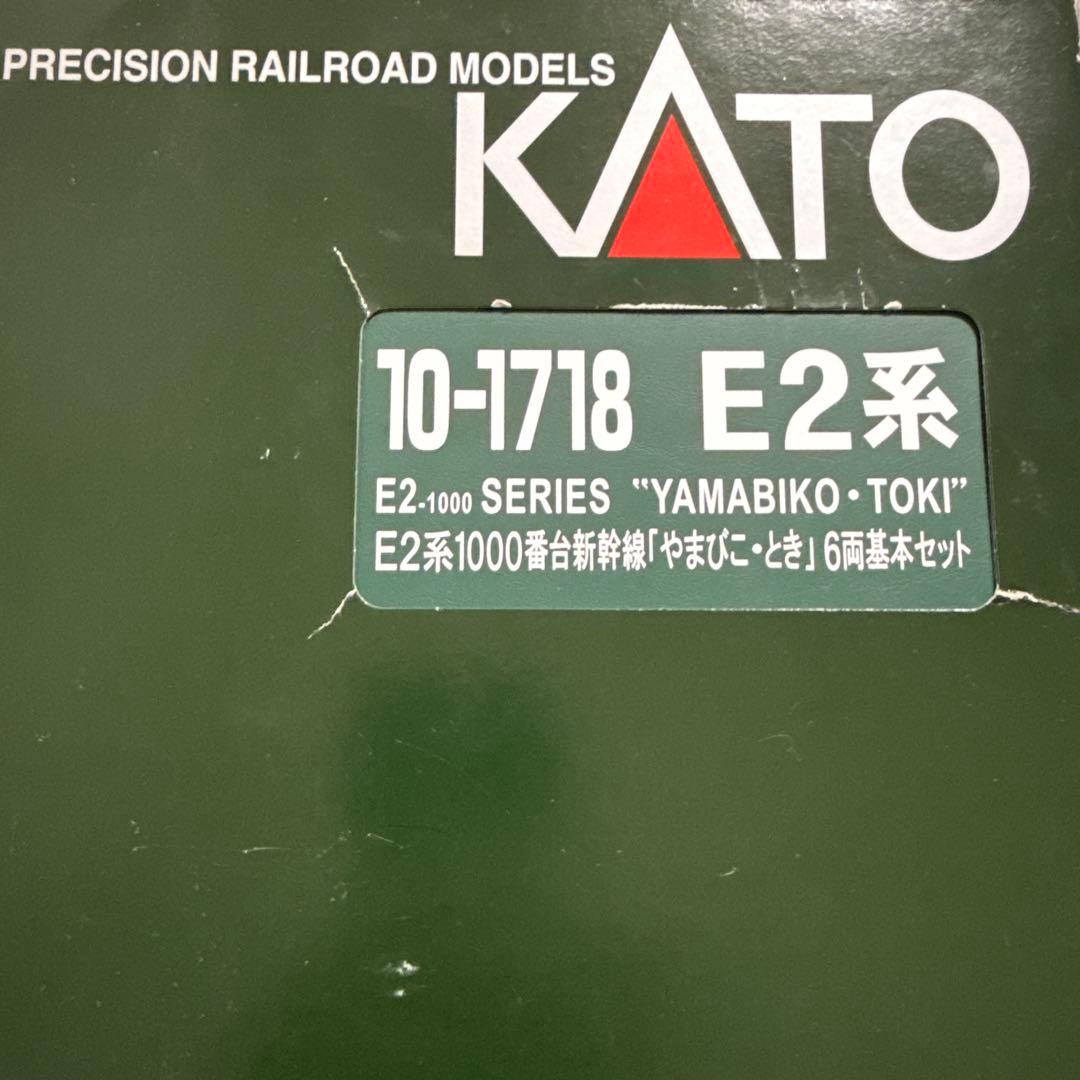 PRECISION RAILROAD MODELS
KATO
10-1718 E2系
E2-1000 SERIES “YAMABIKO・TOKI”
E2系1000番台新幹線「やまびこ・とき」6両基本セット